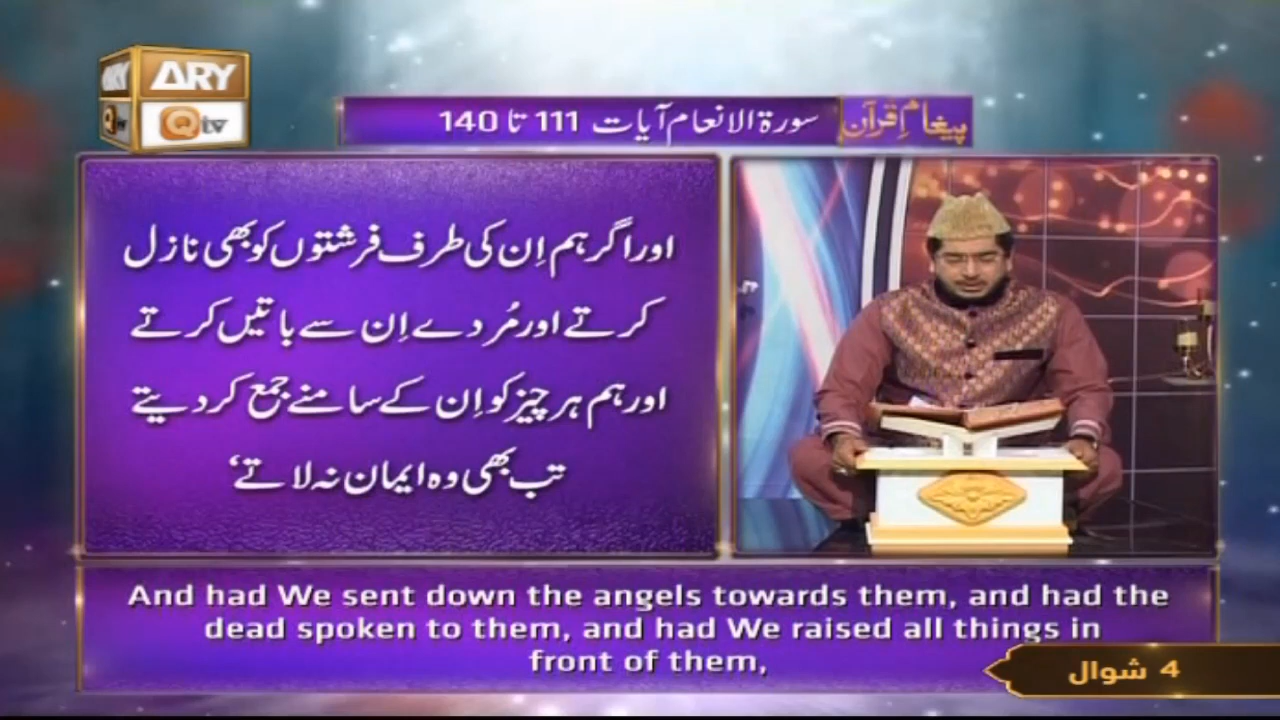 ARY
ARY
Qtv
Qtv
پیغامِ قرآن
سورۃ الانعام آیات 111 تا 140
اور اگر ہم اِن کی طرف فرشتوں کو بھی نازل
کرتے اور مُردے اِن سے باتیں کرتے
اور ہم ہر چیز کو اِن کے سامنے جمع کر دیتے
تب بھی وہ ایمان نہ لاتے‘
And had We sent down the angels towards them, and had the
dead spoken to them, and had We raised all things in
front of them,
4 شوال